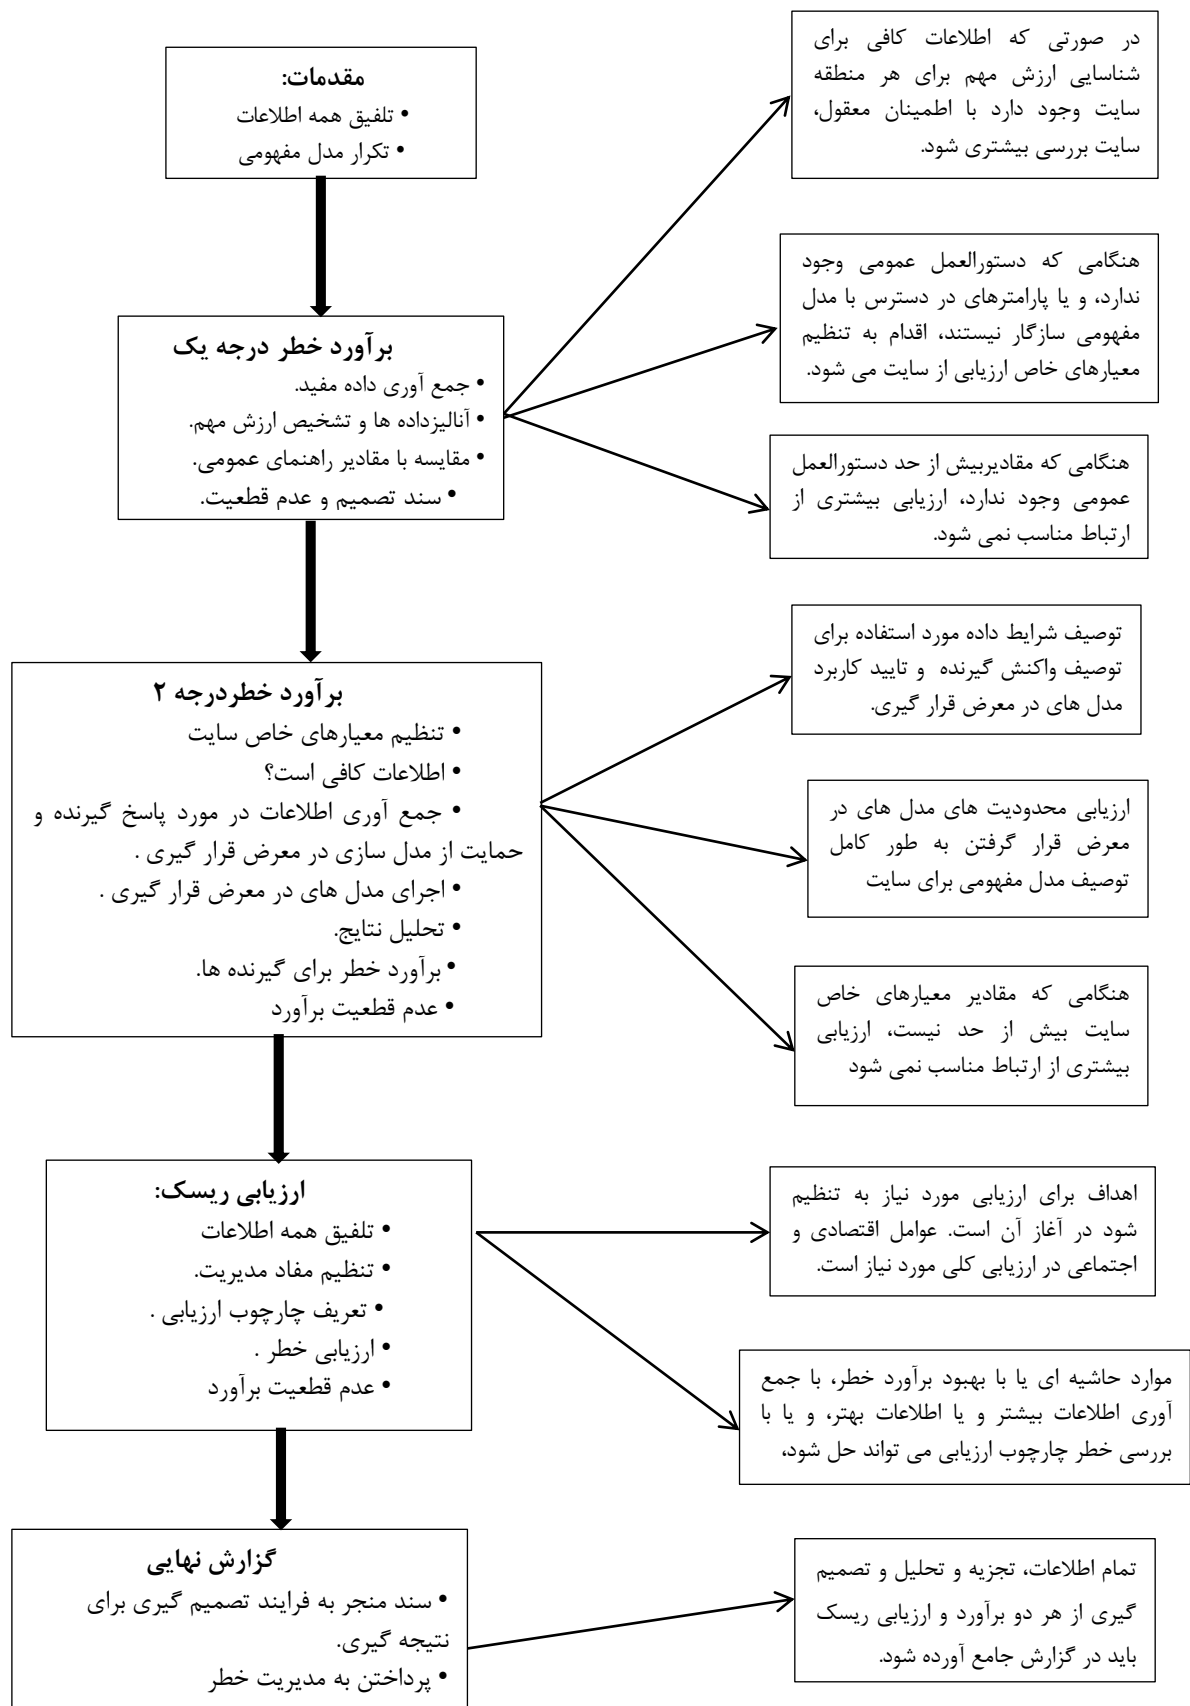 مقدمات:
• تلفیق همه اطلاعات
• تکرار مدل مفهومی
در صورتی که اطلاعات کافی برای
شناسایی ارزش مهم برای هر منطقه
سایت وجود دارد با اطمینان معقول،
سایت بررسی بیشتری شود.
برآورد خطر درجه یک
• جمع آوری داده مفید.
• آنالیزداده ها و تشخیص ارزش مهم.
• مقایسه با مقادیر راهنمای عمومی.
• سند تصمیم و عدم قطعیت.
هنگامی که دستورالعمل عمومی وجود
ندارد، و یا پارامترهای در دسترس با مدل
مفهومی سازگار نیستند، اقدام به تنظیم
معیارهای خاص ارزیابی از سایت می شود.
هنگامی که مقادیربیش از حد دستورالعمل
عمومی وجود ندارد، ارزیابی بیشتری از
ارتباط مناسب نمی شود.
برآورد خطردرجه ۲
• تنظیم معیارهای خاص سایت
• اطلاعات کافی است؟
• جمع آوری اطلاعات در مورد پاسخ گیرنده و
حمایت از مدل سازی در معرض قرار گیری .
• اجرای مدل های در معرض قرار گیری .
• تحلیل نتایج.
• برآورد خطر برای گیرنده ها.
• عدم قطعیت برآورد
توصیف شرایط داده مورد استفاده برای
توصیف واکنش گیرنده و تایید کاربرد
مدل های در معرض قرار گیری.
ارزیابی محدودیت های مدل های در
معرض قرار گرفتن به طور کامل
توصیف مدل مفهومی برای سایت
هنگامی که مقادیر معیارهای خاص
سایت بیش از حد نیست، ارزیابی
بیشتری از ارتباط مناسب نمی شود
ارزیابی ریسک:
• تلفیق همه اطلاعات
• تنظیم مفاد مدیریت.
• تعریف چارچوب ارزیابی .
• ارزیابی خطر .
• عدم قطعیت برآورد
اهداف برای ارزیابی مورد نیاز به تنظیم
شود در آغاز آن است. عوامل اقتصادی و
اجتماعی در ارزیابی کلی مورد نیاز است.
موارد حاشیه ای یا با بهبود برآورد خطر، با جمع
آوری اطلاعات بیشتر و یا اطلاعات بهتر، و یا با
بررسی خطر چارچوب ارزیابی می تواند حل شود،
گزارش نهایی
• سند منجر به فرایند تصمیم گیری برای
نتیجه گیری.
• پرداختن به مدیریت خطر
تمام اطلاعات، تجزیه و تحلیل و تصمیم
گیری از هر دو برآورد و ارزیابی ریسک
باید در گزارش جامع آورده شود.